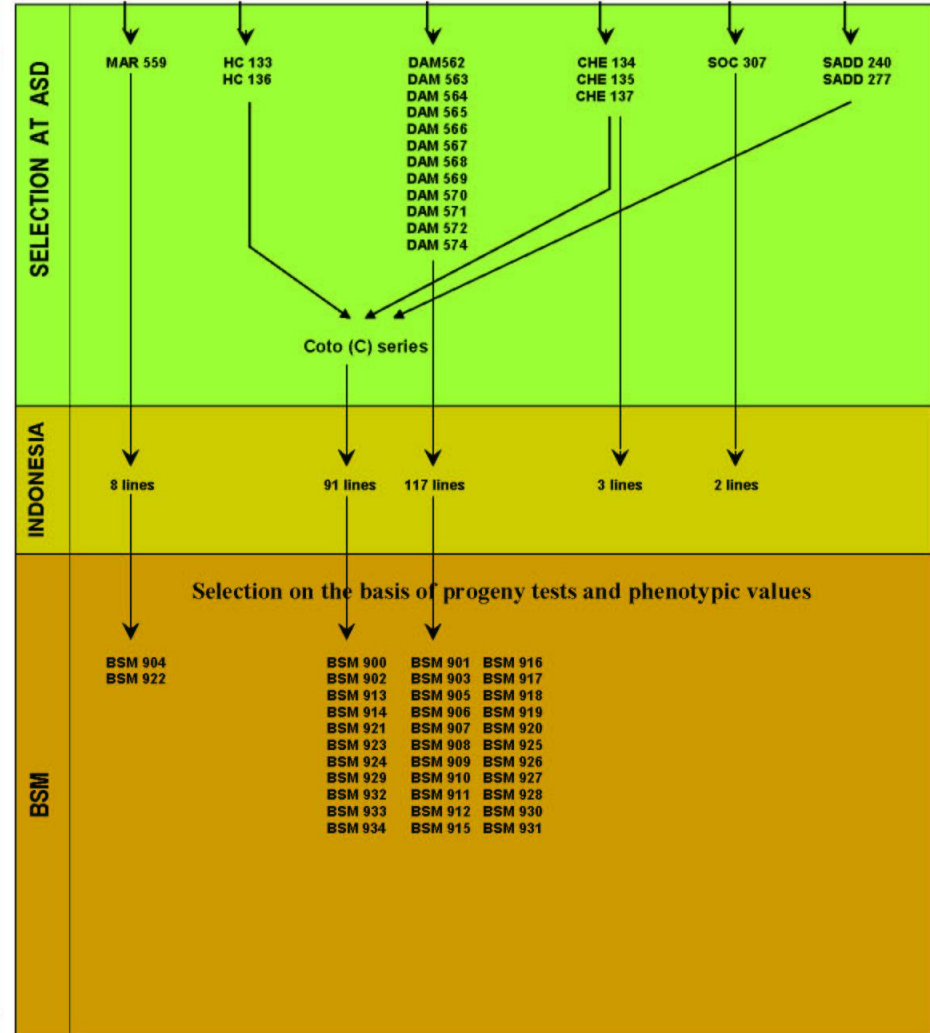 SELECTION AT ASD
MAR 559
HC 133
HC 136
DAM562
DAM 563
DAM 564
DAM 565
DAM 566
DAM 567
DAM 568
DAM 569
DAM 570
DAM 571
DAM 572
DAM 574
CHE 134
CHE 135
CHE 137
SOC 307
SADD 240
SADD 277
Coto (C) series
INDONESIA
8 lines
91 lines
117 lines
3 lines
2 lines
BSM
Selection on the basis of progeny tests and phenotypic values
BSM 904
BSM 922
BSM 900
BSM 902
BSM 913
BSM 914
BSM 921
BSM 923
BSM 924
BSM 929
BSM 932
BSM 933
BSM 934
BSM 901
BSM 903
BSM 905
BSM 906
BSM 907
BSM 908
BSM 909
BSM 910
BSM 911
BSM 912
BSM 915
BSM 916
BSM 917
BSM 918
BSM 919
BSM 920
BSM 925
BSM 926
BSM 927
BSM 928
BSM 930
BSM 931